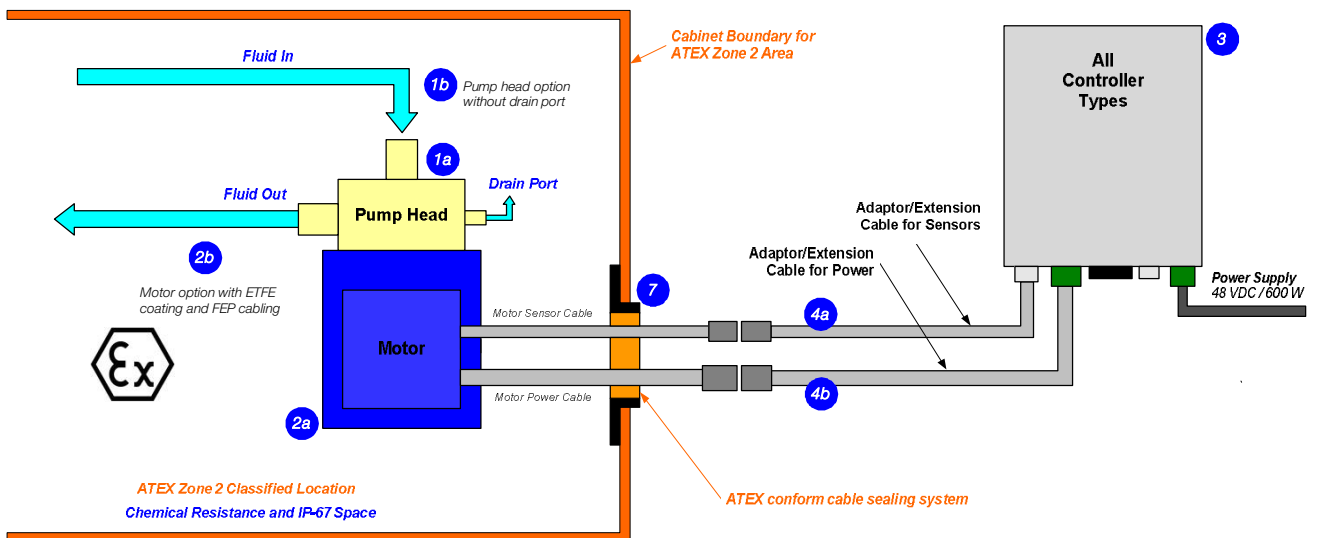 Fluid In
1b
Pump head option
without drain port
Cabinet Boundary for
ATEX Zone 2 Area
3
All
Controller
Types
1a
Drain Port
Fluid Out
Pump Head
2b
Motor option with ETFE
coating and FEP cabling
Adaptor/Extension
Cable for Sensors
Adaptor/Extension
Cable for Power
Power Supply
48 VDC / 600 W
7
Motor Sensor Cable
4a
Motor
Ex
Motor Power Cable
4b
2a
ATEX Zone 2 Classified Location
Chemical Resistance and IP-67 Space
ATEX conform cable sealing system